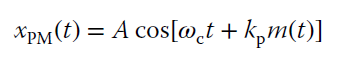 x_PM(t) = A cos[ω_c t + k_p m(t)]